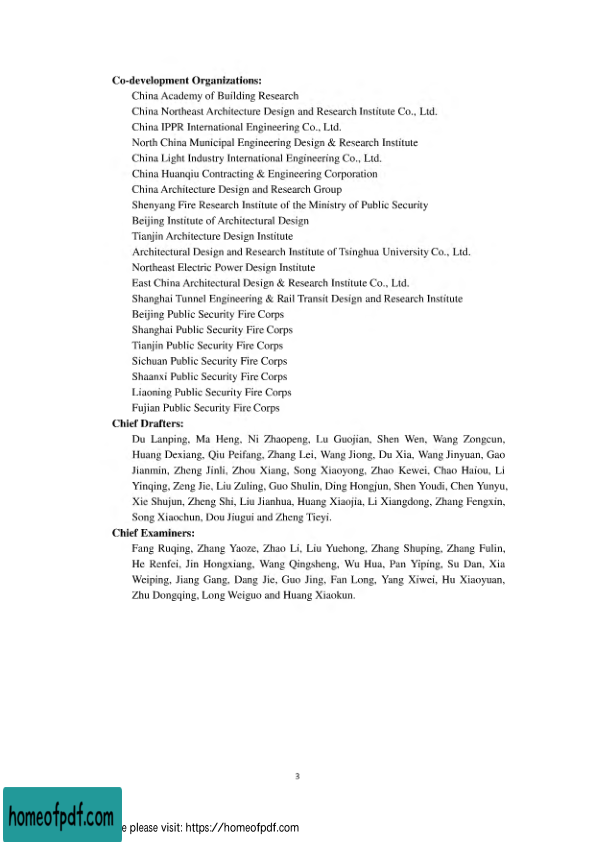 Co-development Organizations:
China Academy of Building Research
China Northeast Architecture Design and Research Institute Co., Ltd.
China IPPR International Engineering Co., Ltd.
North China Municipal Engineering Design & Research Institute
China Light Industry International Engineering Co., Ltd.
China Huanqiu Contracting & Engineering Corporation
China Architecture Design and Research Group
Shenyang Fire Research Institute of the Ministry of Public Security
Beijing Institute of Architectural Design
Tianjin Architecture Design Institute
Architectural Design and Research Institute of Tsinghua University Co., Ltd.
Northeast Electric Power Design Institute
East China Architectural Design & Research Institute Co., Ltd.
Shanghai Tunnel Engineering & Rail Transit Design and Research Institute
Beijing Public Security Fire Corps
Shanghai Public Security Fire Corps
Tianjin Public Security Fire Corps
Sichuan Public Security Fire Corps
Shaanxi Public Security Fire Corps
Liaoning Public Security Fire Corps
Fujian Public Security Fire Corps
Chief Drafters:
Du Lanping, Ma Heng, Ni Zhaopeng, Lu Guojian, Shen Wen, Wang Zongcun,
Huang Dexiang, Qiu Peifang, Zhang Lei, Wang Jiong, Du Xia, Wang Jinyuan, Gao
Jianmin, Zheng Jinli, Zhou Xiang, Song Xiaoyong, Zhao Kewei, Chao Haiou, Li
Yinqing, Zeng Jie, Liu Zuling, Guo Shulin, Ding Hongjun, Shen Youdi, Chen Yunyu,
Xie Shujun, Zheng Shi, Liu Jianhua, Huang Xiaojia, Li Xiangdong, Zhang Fengxin,
Song Xiaochun, Dou Jiugui and Zheng Tieyi.
Chief Examiners:
Fang Ruqing, Zhang Yaoze, Zhao Li, Liu Yuehong, Zhang Shuping, Zhang Fulin,
He Renfei, Jin Hongxiang, Wang Qingsheng, Wu Hua, Pan Yiping, Su Dan, Xia
Weiping, Jiang Gang, Dang Jie, Guo Jing, Fan Long, Yang Xiwei, Hu Xiaoyuan,
Zhu Dongqing, Long Weiguo and Huang Xiaokun.
3
homeofpdf.com
e please visit: https://homeofpdf.com